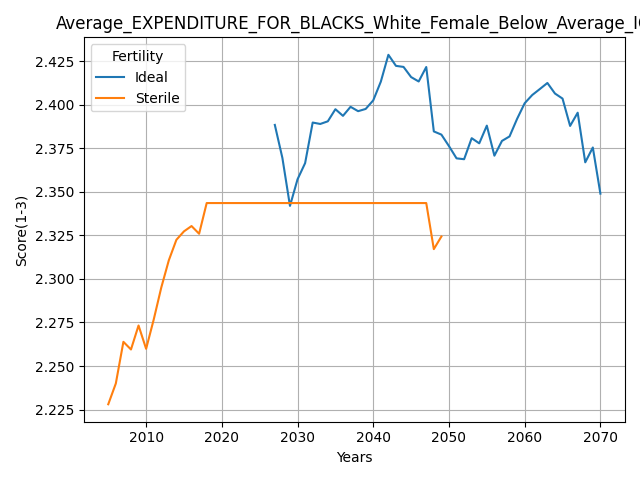 Average_EXPENDITURE_FOR_BLACKS_White_Female_Below_Average_I
Fertility
Ideal
Sterile
Score(1-3)
2.425
2.400
2.375
2.350
2.325
2.300
2.275
2.250
2.225
2010 2020 2030 2040 2050 2060 2070
Years